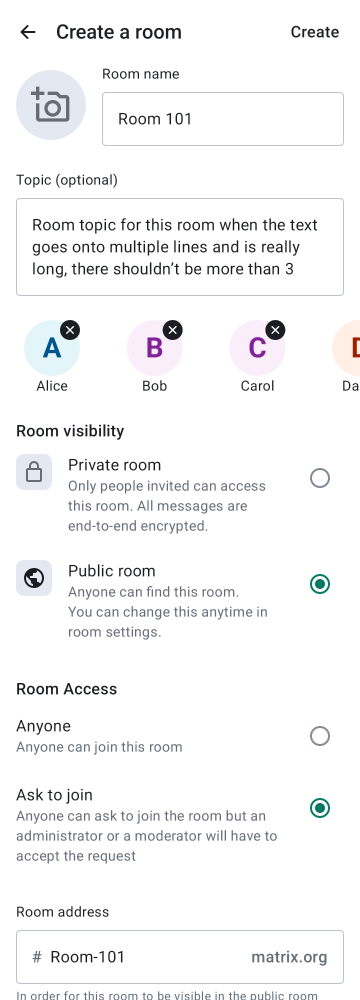 Create a room
Create
Room name
Room 101
Topic (optional)
Room topic for this room when the text
goes onto multiple lines and is really
long, there shouldn’t be more than 3
A
B
C
Alice
Bob
Carol
Da
Room visibility
Private room
Only people invited can access
this room. All messages are
end-to-end encrypted.
Public room
Anyone can find this room.
You can change this anytime in
room settings.
Room Access
Anyone
Anyone can join this room
Ask to join
Anyone can ask to join the room but an
administrator or a moderator will have to
accept the request
Room address
# Room-101 matrix.org
In order for this room to be visible in the public room